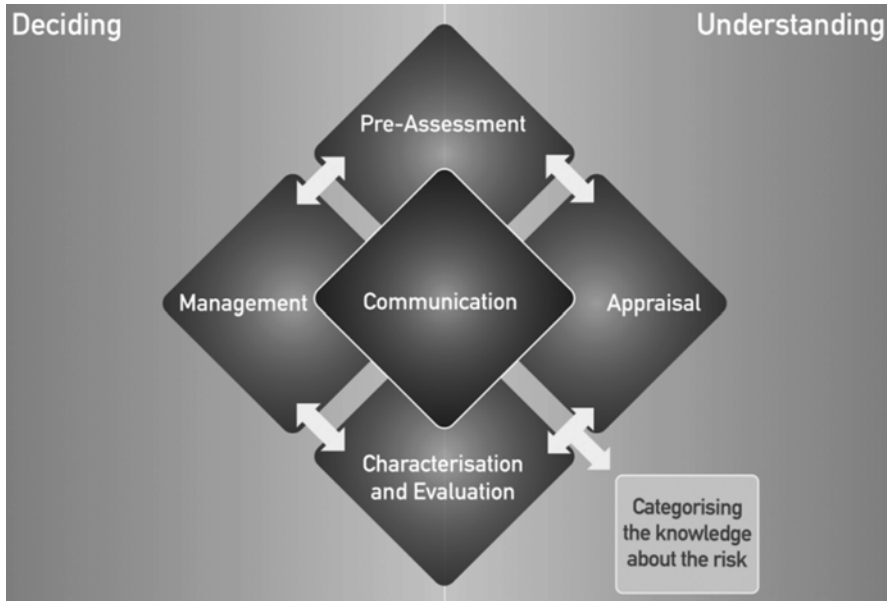 Deciding
Understanding
Pre-Assessment
Management
Communication
Appraisal
Characterisation
and Evaluation
Categorising
the knowledge
about the risk